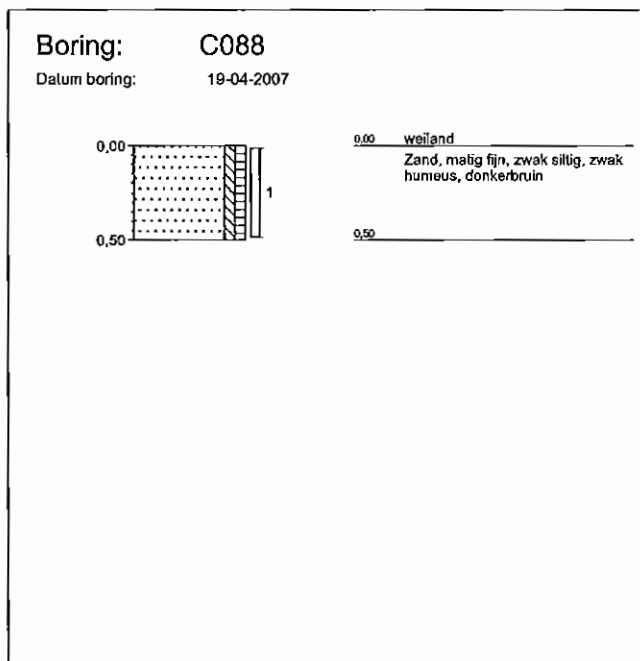 Boring: C088
Datum boring: 19-04-2007
0,00
1
0,50
0,00 weiland
Zand, matig fijn, zwak siltig, zwak
humeus, donkerbruin
0,50